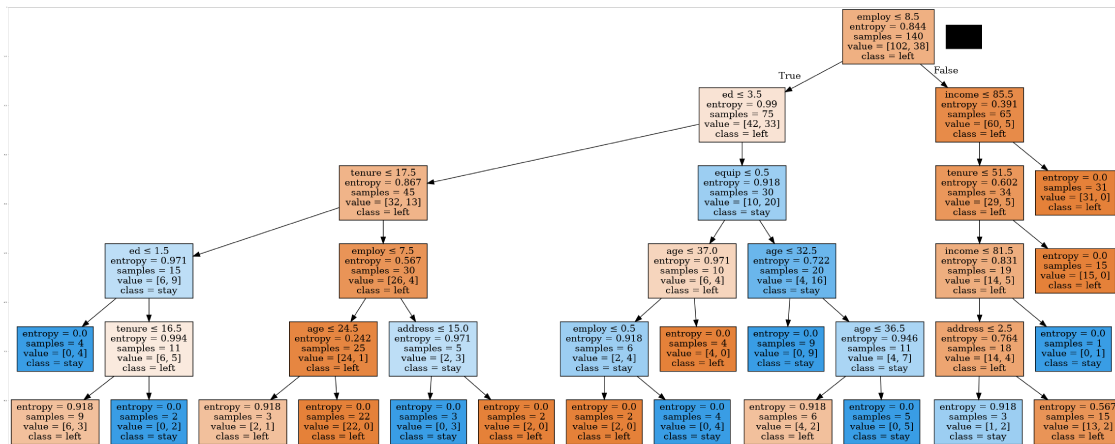 employ ≤ 8.5
entropy = 0.844
samples = 140
value = [102, 38]
class = left
True
False
ed ≤ 3.5
entropy = 0.99
samples = 75
value = [42, 33]
class = left
income ≤ 85.5
entropy = 0.391
samples = 65
value = [60, 5]
class = left
tenure ≤ 17.5
entropy = 0.867
samples = 45
value = [32, 13]
class = left
equip ≤ 0.5
entropy = 0.918
samples = 30
value = [10, 20]
class = stay
tenure ≤ 51.5
entropy = 0.602
samples = 34
value = [29, 5]
class = left
entropy = 0.0
samples = 31
value = [31, 0]
class = left
ed ≤ 1.5
entropy = 0.971
samples = 15
value = [6, 9]
class = stay
employ ≤ 7.5
entropy = 0.567
samples = 30
value = [26, 4]
class = left
age ≤ 37.0
entropy = 0.971
samples = 10
value = [6, 4]
class = left
age ≤ 32.5
entropy = 0.722
samples = 20
value = [4, 16]
class = stay
income ≤ 81.5
entropy = 0.831
samples = 19
value = [14, 5]
class = left
entropy = 0.0
samples = 15
value = [15, 0]
class = left
entropy = 0.0
samples = 4
value = [0, 4]
class = stay
tenure ≤ 16.5
entropy = 0.994
samples = 11
value = [6, 5]
class = left
age ≤ 24.5
entropy = 0.242
samples = 25
value = [24, 1]
class = left
address ≤ 15.0
entropy = 0.971
samples = 5
value = [2, 3]
class = stay
employ ≤ 0.5
entropy = 0.918
samples = 6
value = [2, 4]
class = stay
entropy = 0.0
samples = 4
value = [4, 0]
class = left
entropy = 0.0
samples = 9
value = [0, 9]
class = stay
age ≤ 36.5
entropy = 0.946
samples = 11
value = [4, 7]
class = stay
address ≤ 2.5
entropy = 0.764
samples = 18
value = [14, 4]
class = left
entropy = 0.0
samples = 1
value = [0, 1]
class = stay
entropy = 0.918
samples = 9
value = [6, 3]
class = left
entropy = 0.0
samples = 2
value = [0, 2]
class = stay
entropy = 0.918
samples = 3
value = [2, 1]
class = left
entropy = 0.0
samples = 22
value = [22, 0]
class = left
entropy = 0.0
samples = 3
value = [0, 3]
class = stay
entropy = 0.0
samples = 2
value = [2, 0]
class = left
entropy = 0.0
samples = 2
value = [2, 0]
class = left
entropy = 0.0
samples = 4
value = [0, 4]
class = stay
entropy = 0.918
samples = 6
value = [4, 2]
class = left
entropy = 0.0
samples = 5
value = [0, 5]
class = stay
entropy = 0.918
samples = 3
value = [1, 2]
class = stay
entropy = 0.567
samples = 15
value = [13, 2]
class = left